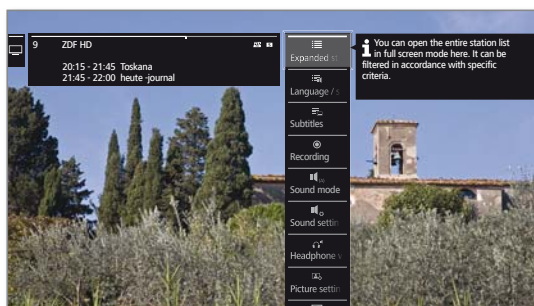 9 ZDF HD
20:15 - 21:45 Toskana
21:45 - 22:00 heute -journal
Expanded st
Language / s
Subtitles
Recording
Sound mode
Sound settin
Headphone v
Picture settin
You can open the entire station list
in full screen mode here. It can be
filtered in accordance with specific
criteria.